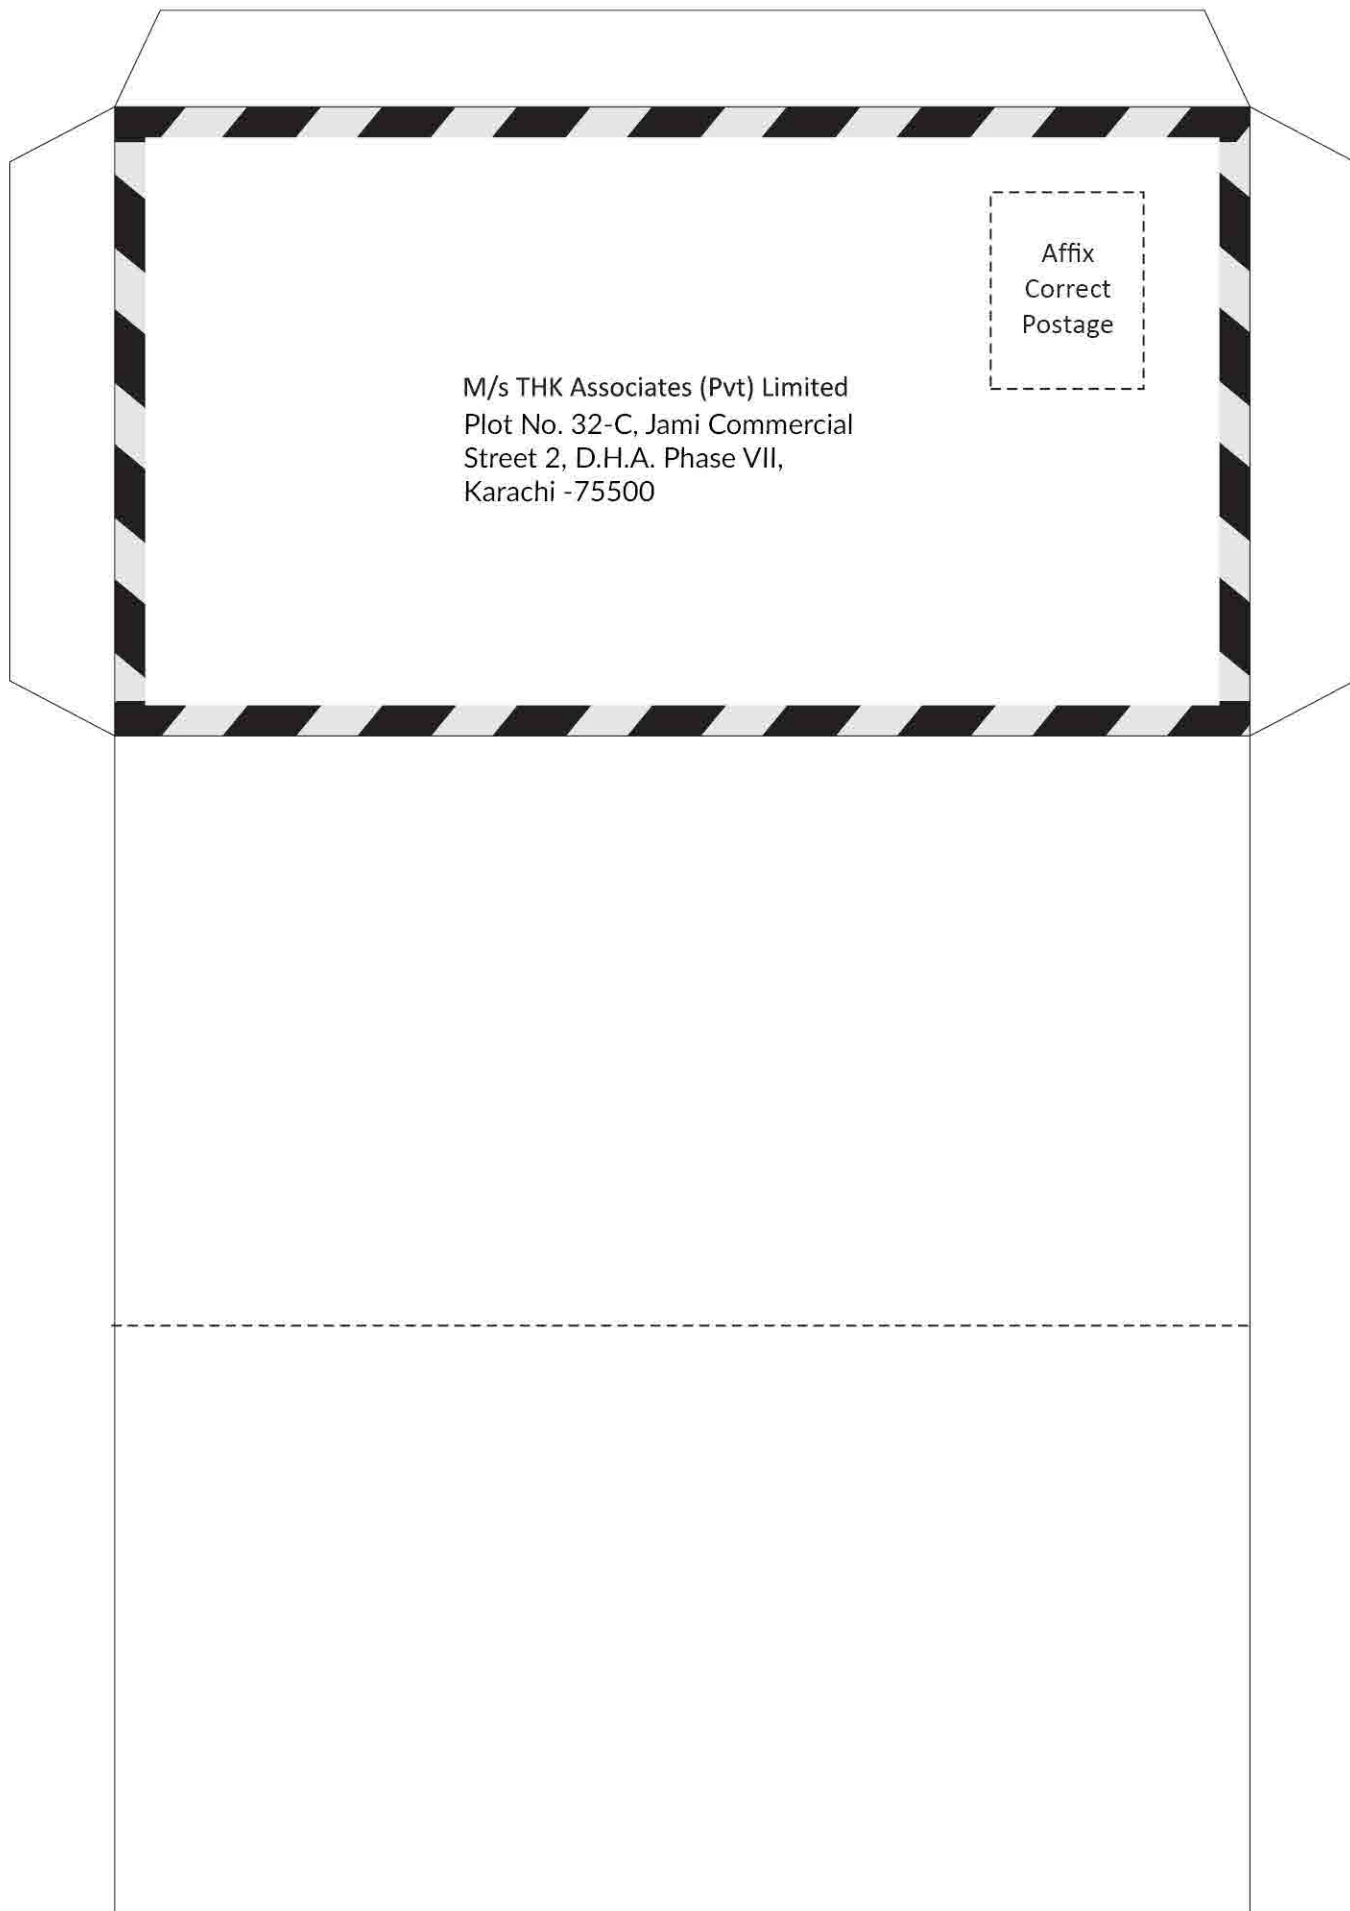 Affix
Correct
Postage
M/s THK Associates (Pvt) Limited
Plot No. 32-C, Jami Commercial
Street 2, D.H.A. Phase VII,
Karachi -75500